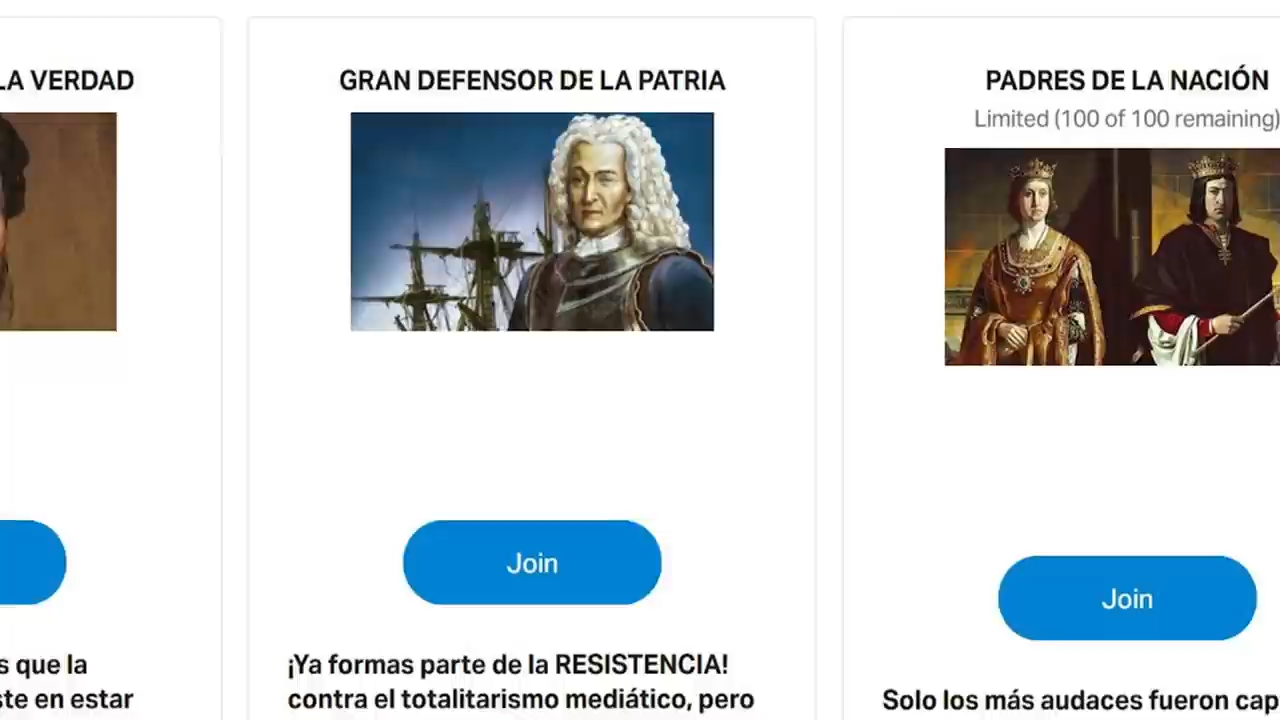 LA VERDAD
s que la
ste en estar
GRAN DEFENSOR DE LA PATRIA
Join
¡Ya formas parte de la RESISTENCIA!
contra el totalitarismo mediático, pero
PADRES DE LA NACIÓN
Limited (100 of 100 remaining)
Join
Solo los más audaces fueron cap